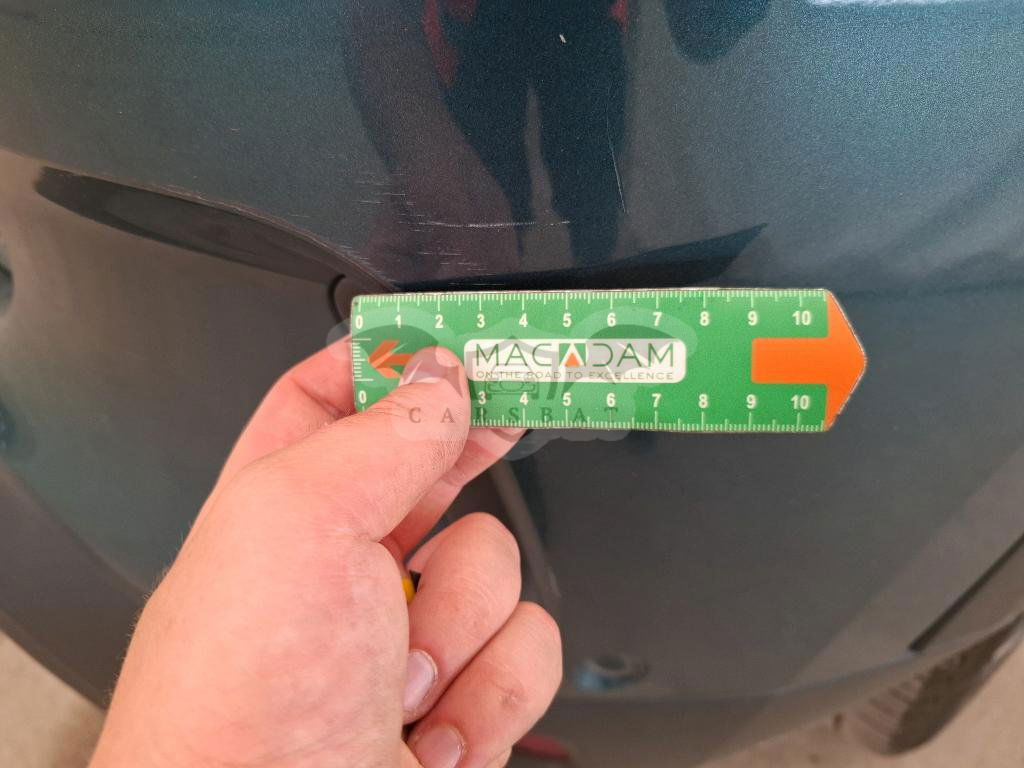 0 1 2 3 4 5 6 7 8 9 10
MACADAM
ON THE ROAD TO EXCELLENCE
0 3 4 5 6 7 8 9 10
CARSBAT